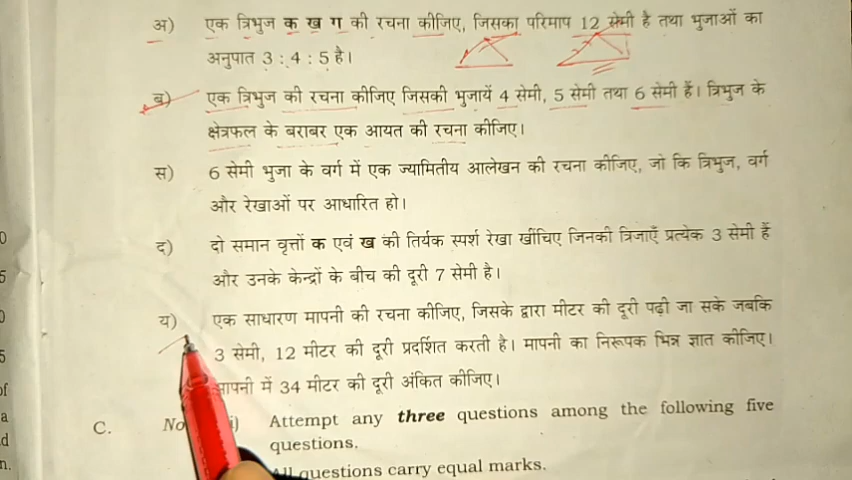 अ) एक त्रिभुज क ख ग की रचना कीजिए, जिसका परिमाप 12 सेमी है तथा भुजाओं का
अनुपात 3 : 4 : 5 है।
ब) एक त्रिभुज की रचना कीजिए जिसकी भुजायें 4 सेमी, 5 सेमी तथा 6 सेमी हैं। त्रिभुज के
क्षेत्रफल के बराबर एक आयत की रचना कीजिए।
स) 6 सेमी भुजा के वर्ग में एक ज्यामितीय आलेखन की रचना कीजिए, जो कि त्रिभुज, वर्ग
और रेखाओं पर आधारित हो।
द) दो समान वृत्तों क एवं ख की तिर्यक स्पर्श रेखा खींचिए जिनकी त्रिजाएँ प्रत्येक 3 सेमी हैं
और उनके केन्द्रों के बीच की दूरी 7 सेमी है।
य) एक साधारण मापनी की रचना कीजिए, जिसके द्वारा मीटर की दूरी पढ़ी जा सके जबकि
3 सेमी, 12 मीटर की दूरी प्रदर्शित करती है। मापनी का निरूपक भिन्न ज्ञात कीजिए।
मापनी में 34 मीटर की दूरी अंकित कीजिए।
C. i) Attempt any three questions among the following five
questions.
All questions carry equal marks.